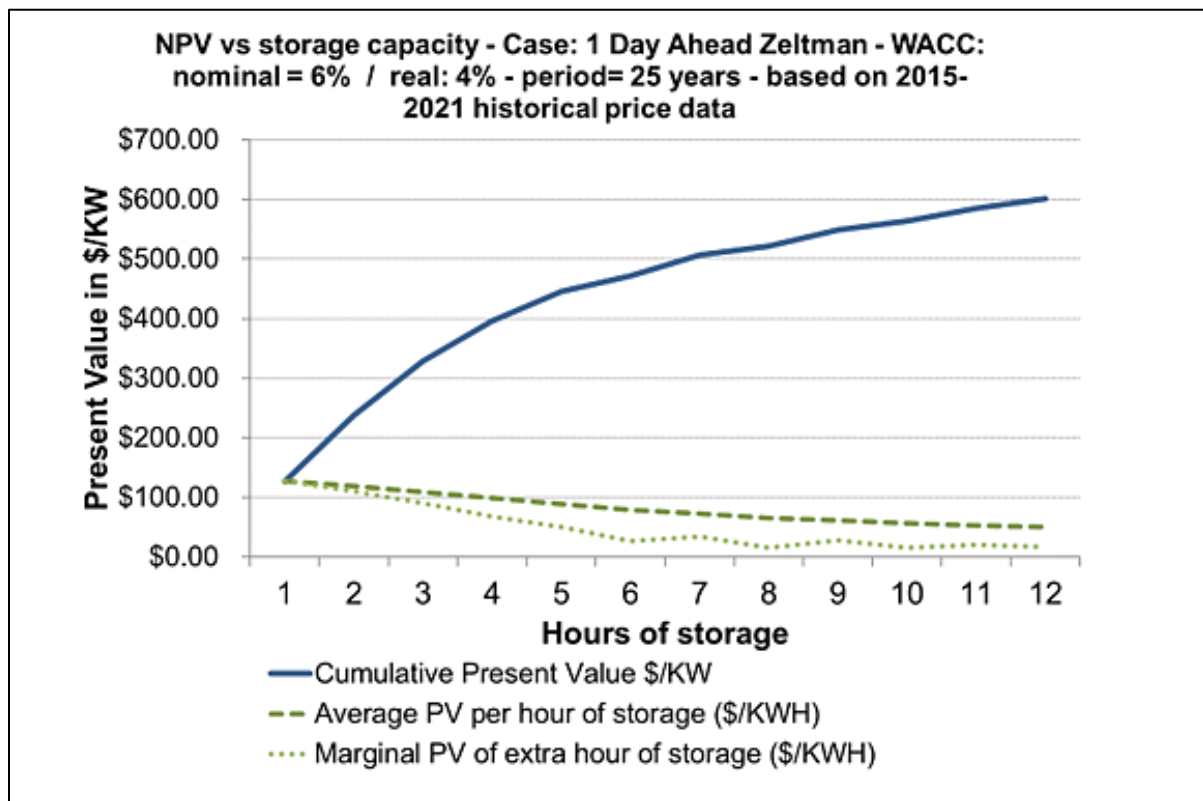 NPV vs storage capacity - Case: 1 Day Ahead Zeltman - WACC:
nominal = 6%  /  real: 4% - period= 25 years - based on 2015-
2021 historical price data
Present Value in $/KW
$700.00
$600.00
$500.00
$400.00
$300.00
$200.00
$100.00
$0.00
1 2 3 4 5 6 7 8 9 10 11 12
Hours of storage
Cumulative Present Value $/KW
Average PV per hour of storage ($/KWH)
Marginal PV of extra hour of storage ($/KWH)